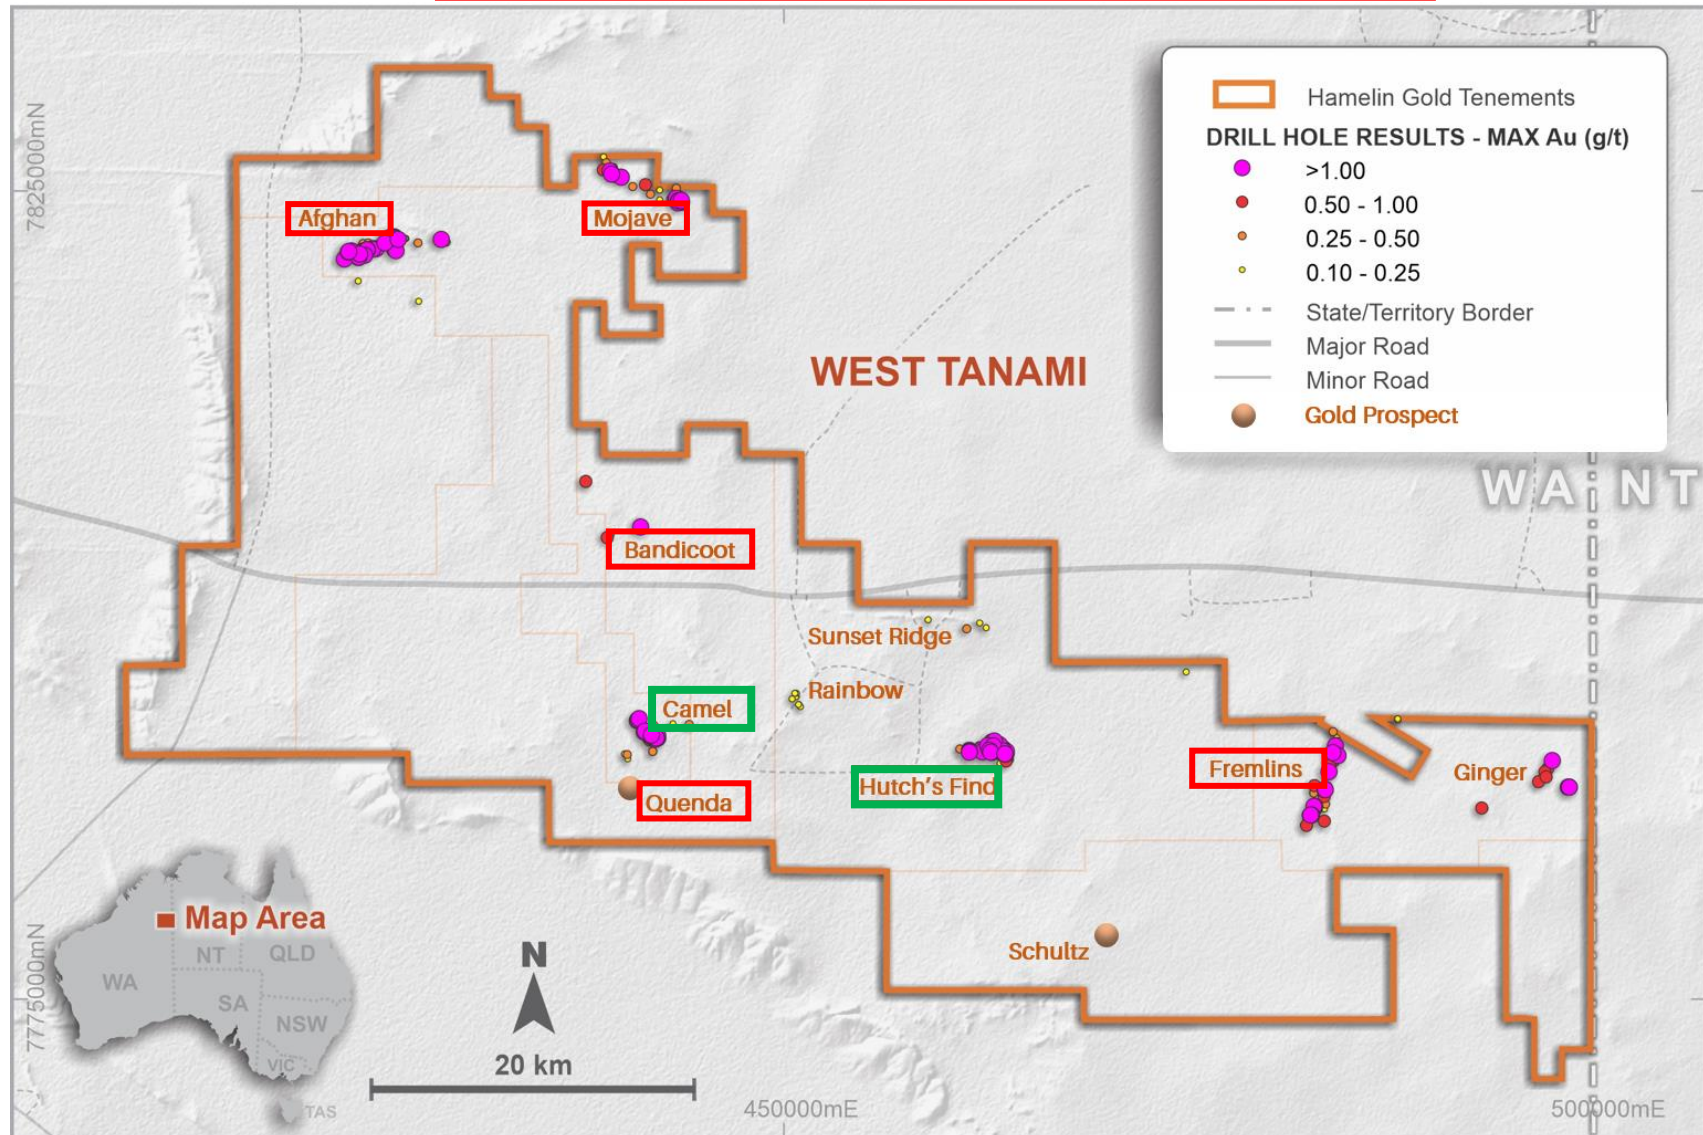 7825000mN
7775000mN
Hamelin Gold Tenements
DRILL HOLE RESULTS - MAX Au (g/t)
>1.00
0.50 - 1.00
0.25 - 0.50
0.10 - 0.25
State/Territory Border
Major Road
Minor Road
Gold Prospect
Afghan
Mojave
WEST TANAMI
WA NT
Bandicoot
Sunset Ridge
Rainbow
Camel
Hutch's Find
Quenda
Fremlins
Ginger
Schultz
Map Area
WA
NT
QLD
SA
NSW
VIC
TAS
N
20 km
450000mE
500000mE